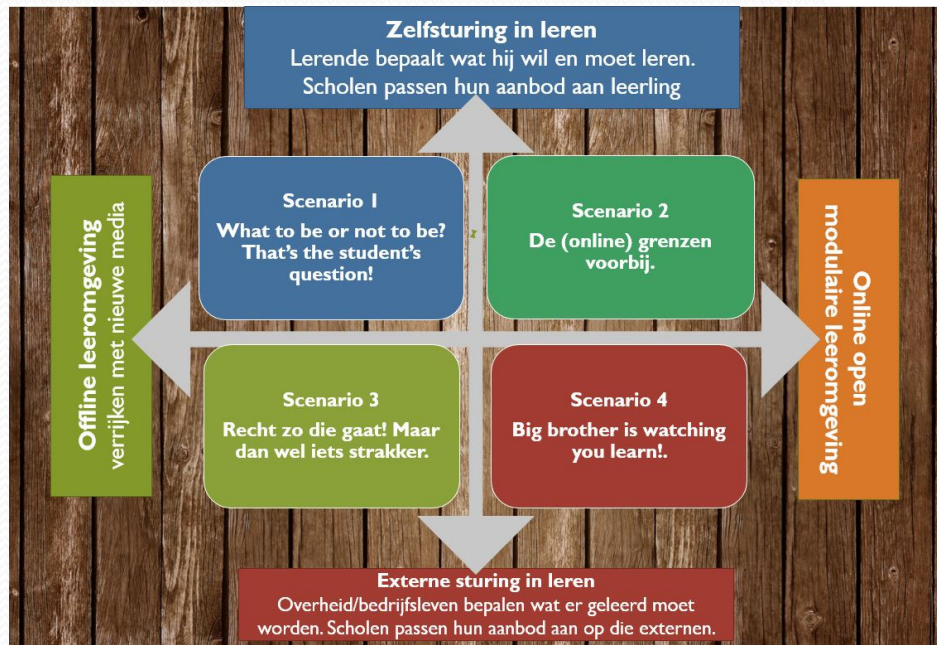 Zelfsturing in leren
Lerende bepaalt wat hij wil en moet leren.
Scholen passen hun aanbod aan leerling
Offline leeromgeving
verrijken met nieuwe media
Scenario 1
What to be or not to be?
That's the student's
question!
Scenario 2
De (online) grenzen
voorbij.
Online open
modulaire leeromgeving
Scenario 3
Recht zo die gaat! Maar
dan wel iets strakker.
Scenario 4
Big brother is watching
you learn!.
Externe sturing in leren
Overheid/bedrijfsleven bepalen wat er geleerd moet
worden. Scholen passen hun aanbod aan op die externen.